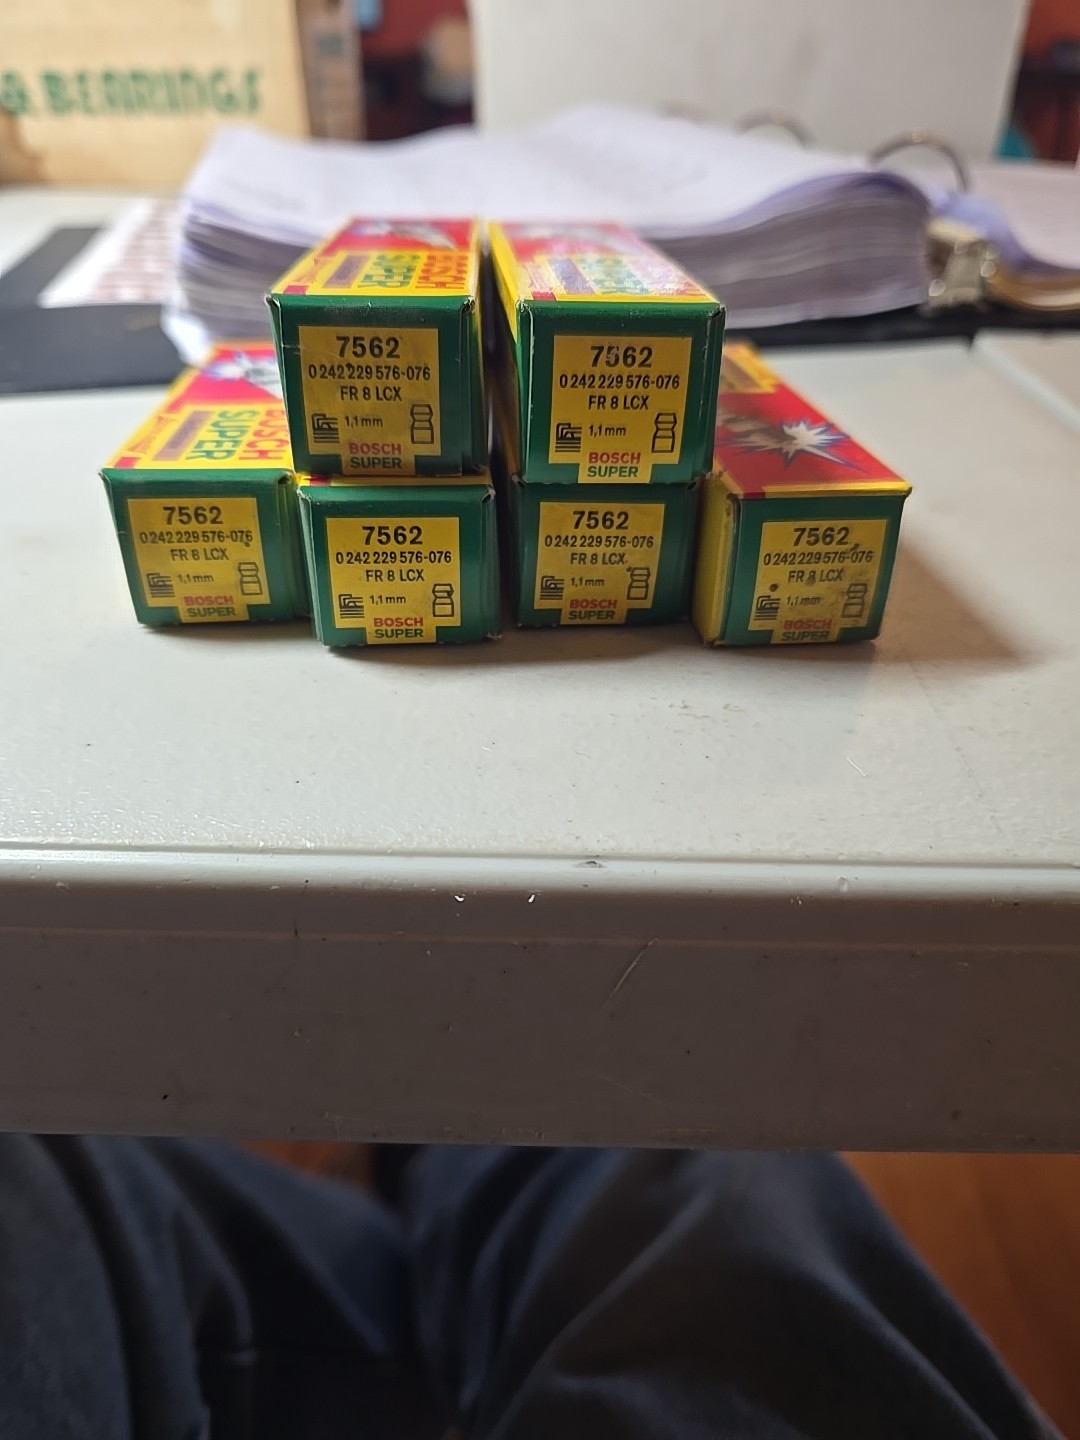 & BEARINGS
BOSCH
SUPER
7562
0 242 229 576-076
FR 8 LCX
1,1 mm
BOSCH
SUPER
7562
0 242 229 576-076
FR 8 LCX
1,1 mm
BOSCH
SUPER
BOSCH
SUPER
7562
0 242 229 576-076
FR 8 LCX
1,1 mm
BOSCH
SUPER
7562
0 242 229 576-076
FR 8 LCX
1,1 mm
BOSCH
SUPER
7562
0 242 229 576-076
FR 8 LCX
1,1 mm
BOSCH
SUPER
7562
0 242 229 576-076
FR 8 LCX
1,1 mm
BOSCH
SUPER